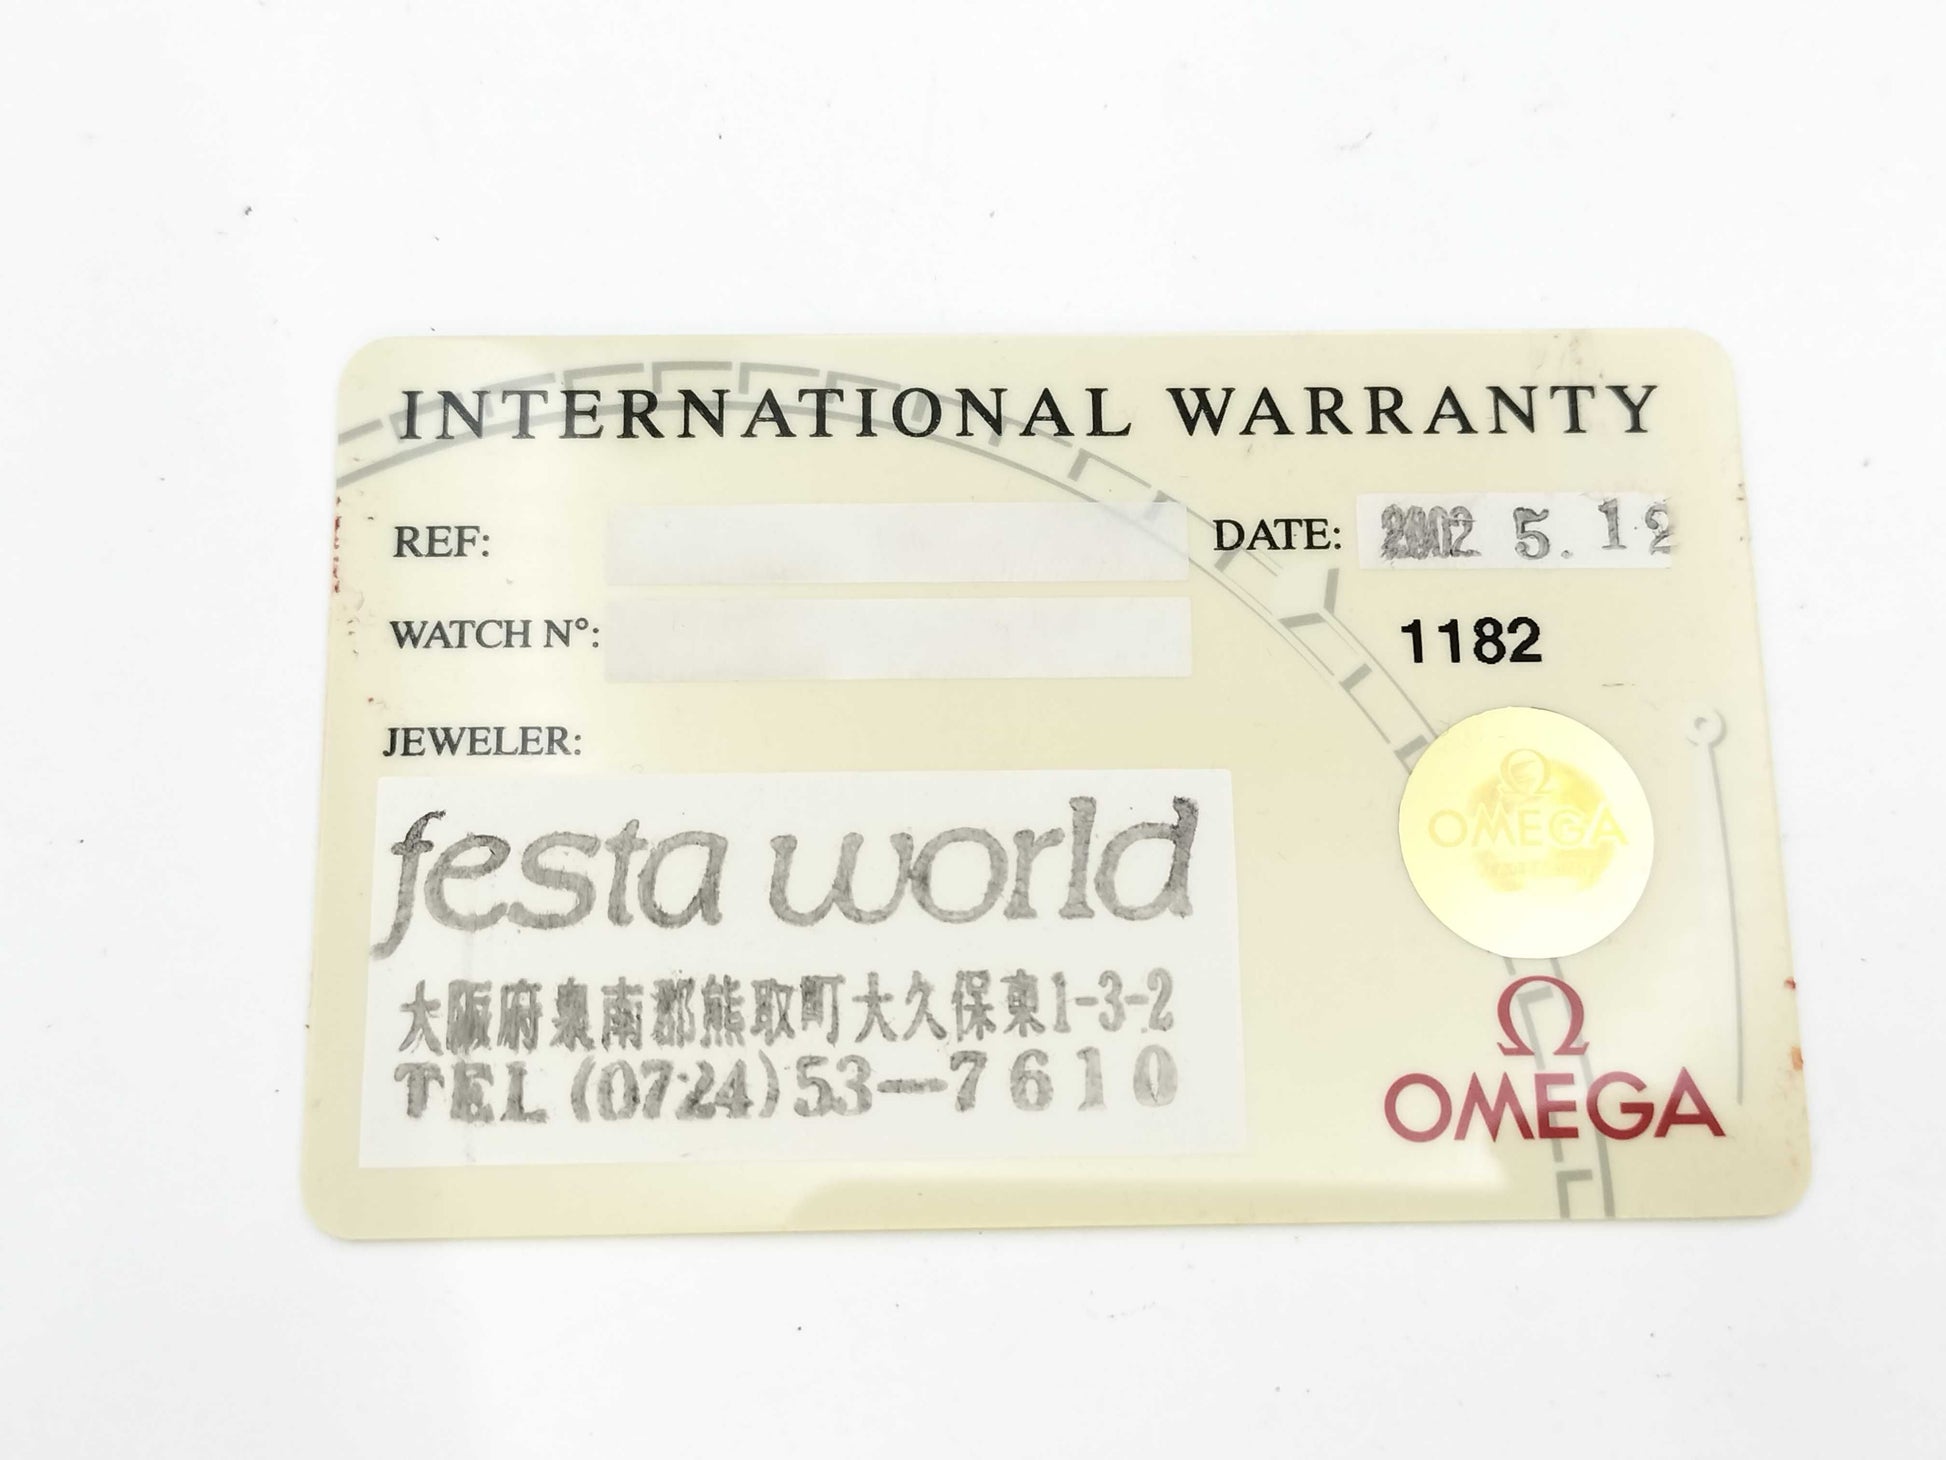 INTERNATIONAL WARRANTY
REF:
DATE: 2002 5. 12
WATCH N°:
1182
JEWELER:
festa world
大阪府泉南郡熊取町大久保東1-3-2
TEL (0724)53-7610
Ω
OMEGA
Ω
OMEGA